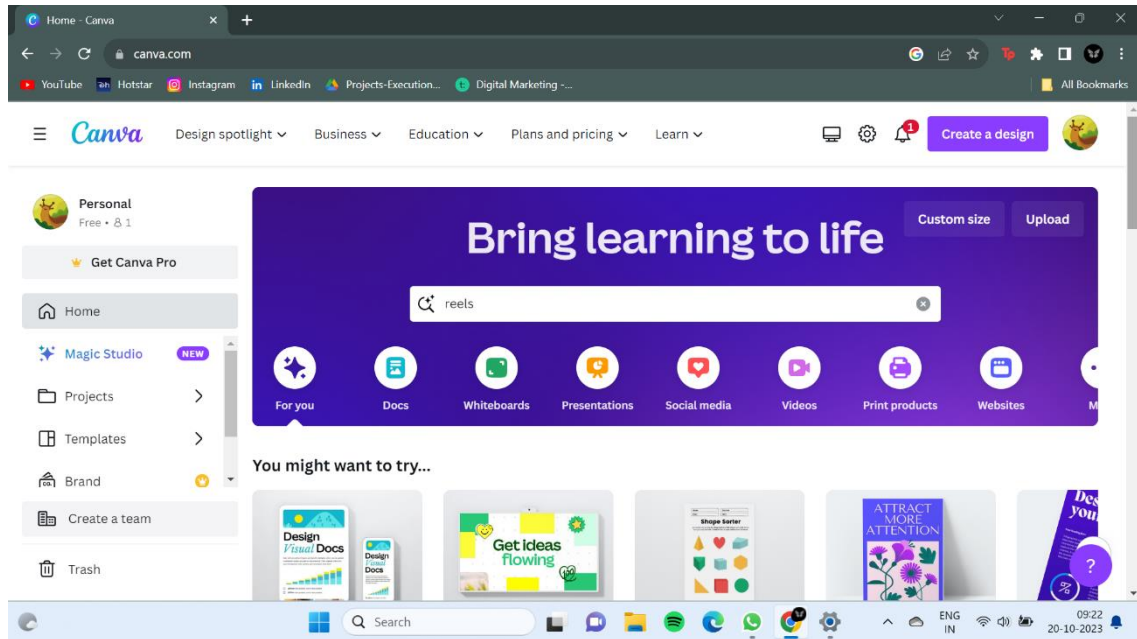 Home - Canva
canva.com
YouTube Hotstar Instagram LinkedIn Projects-Execution... Digital Marketing -... All Bookmarks
Canva Design spotlight Business Education Plans and pricing Learn 1 Create a design
Personal
Free • 1
Get Canva Pro
Home
Magic Studio NEW
Projects
Templates
Brand
Create a team
Trash
Custom size Upload
Bring learning to life
reels
For you Docs Whiteboards Presentations Social media Videos Print products Websites M
You might want to try...
Design
Visual Docs
Design
Visual
Docs
Get ideas
flowing
Shape Sorter
ATTRACT
MORE
ATTENTION
Des
you
%
?
Search
ENG
IN
09:22
20-10-2023